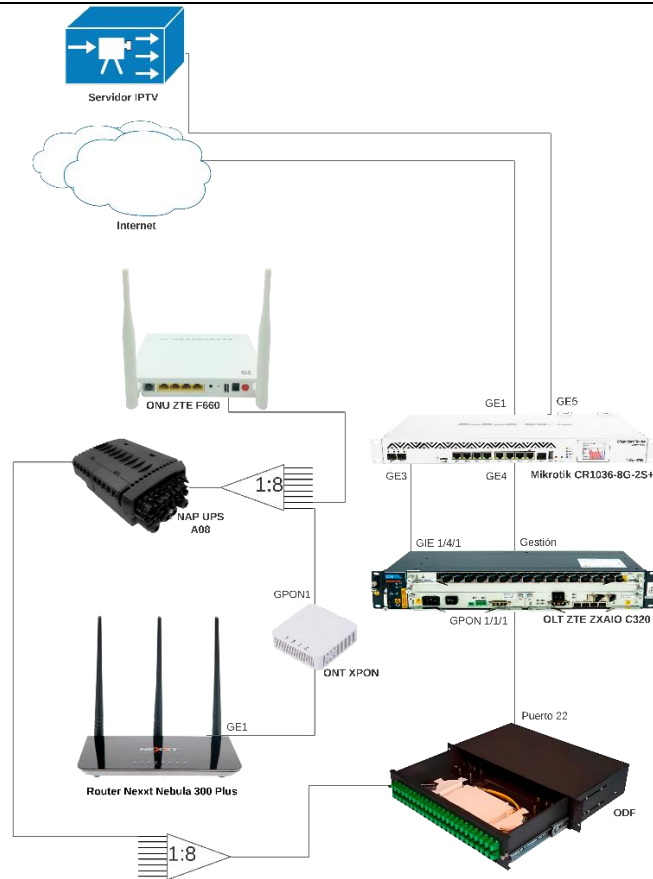 Servidor IPTV
Internet
ONU ZTE F660
GE1
GE5
Mikrotik CR1036-8G-2S+
GE3
GE4
1:8
NAP UPS
A08
GIE 1/4/1
Gestión
GPON 1/1/1
OLT ZTE ZXAIO C320
GPON1
ONT XPON
GE1
NEXXT
Router Nexxt Nebula 300 Plus
Puerto 22
ODF
1:8